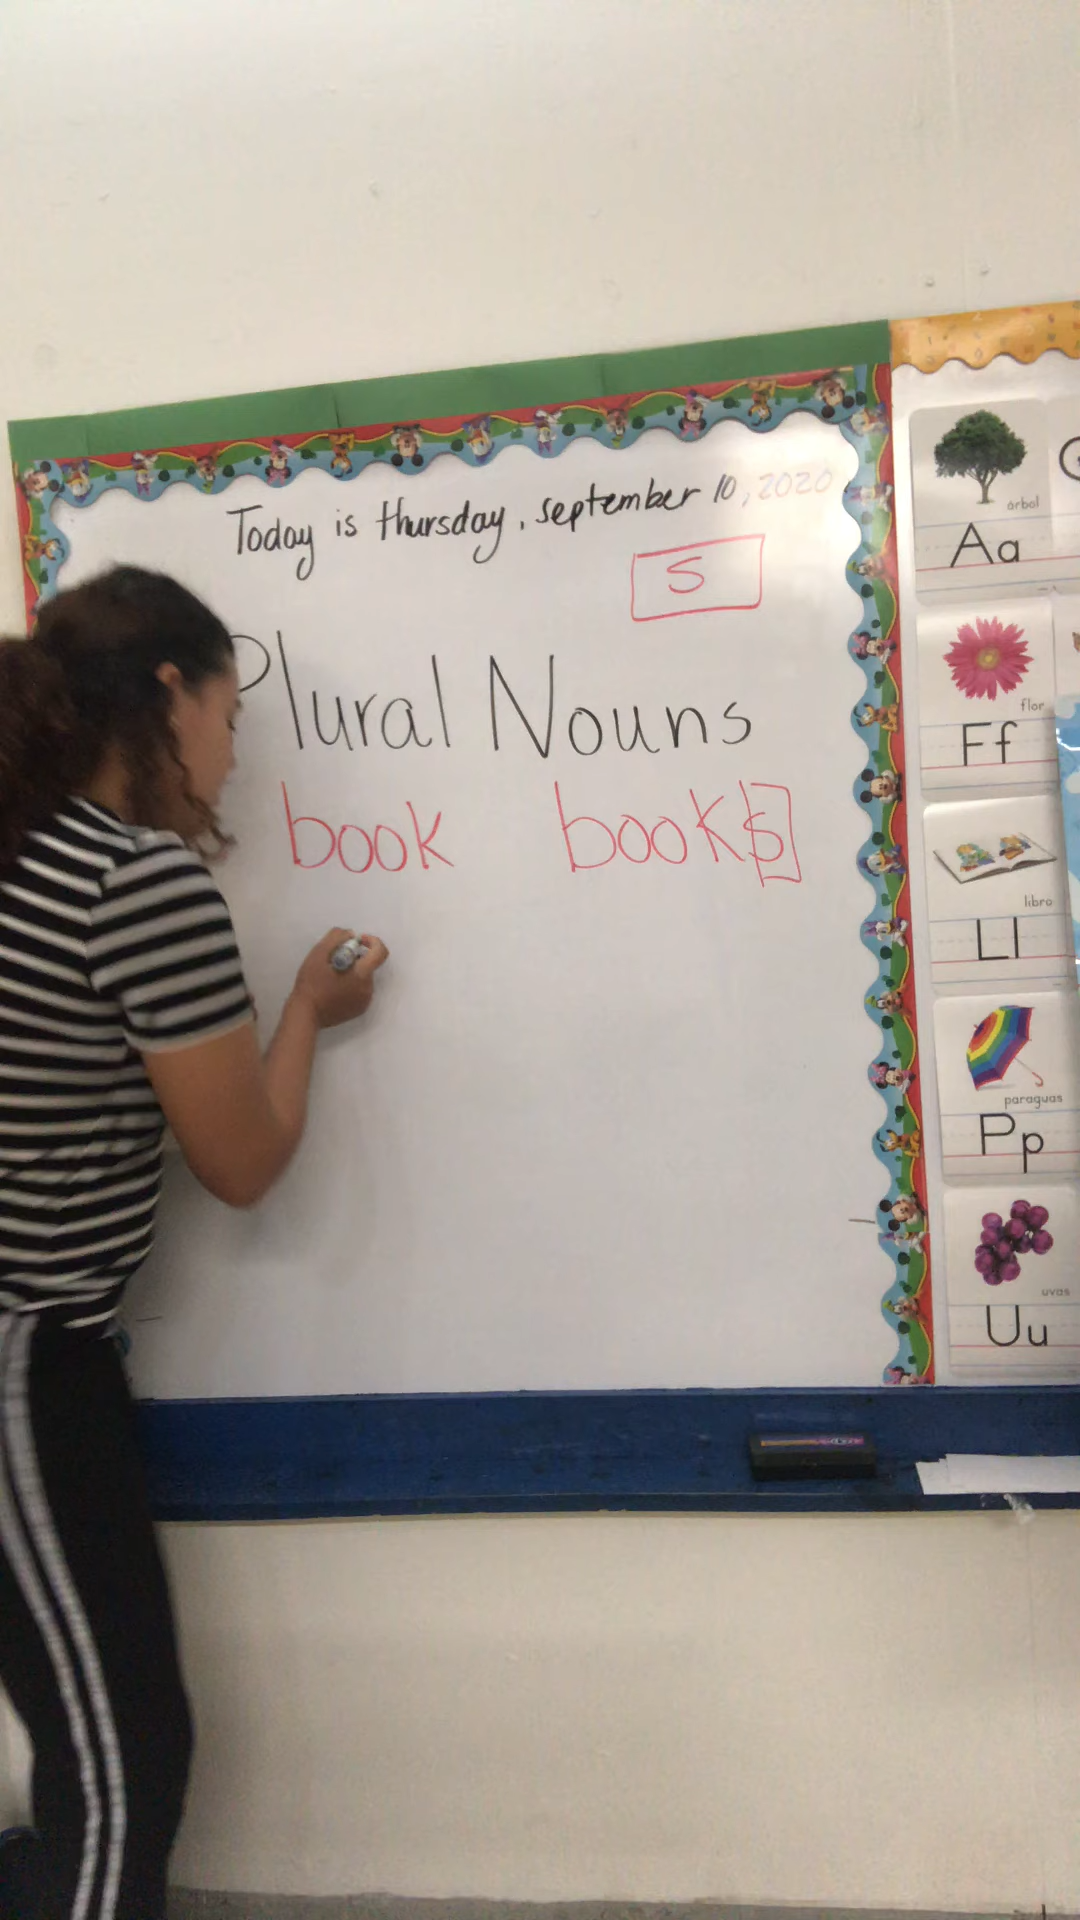 Today is thursday, september 10, 2020
S
Plural Nouns
book books
árbol
Aa
flor
Ff
libro
Ll
paraguas
Pp
uvas
Uu